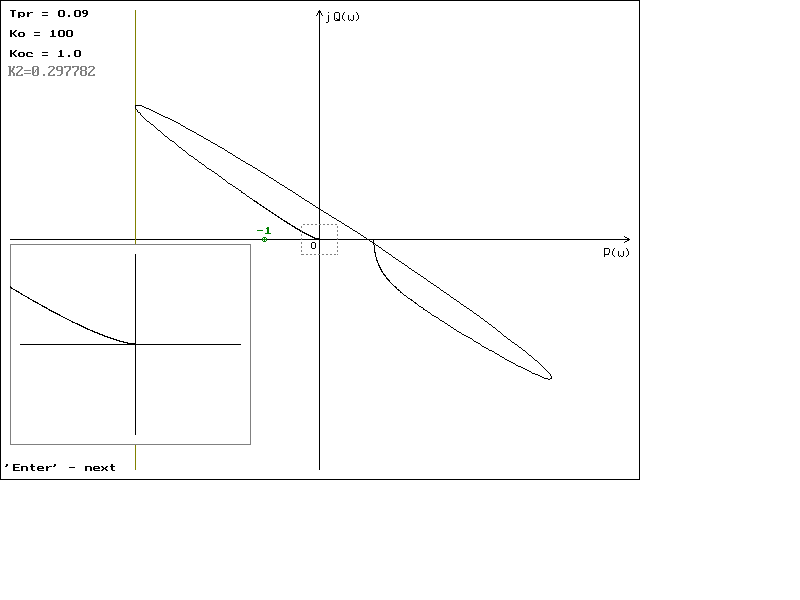 Tpr = 0.09
Ko = 100
Koc = 1.0
K2=0.297782
jQ(ω)
-1
0
P(ω)
'Enter' - next